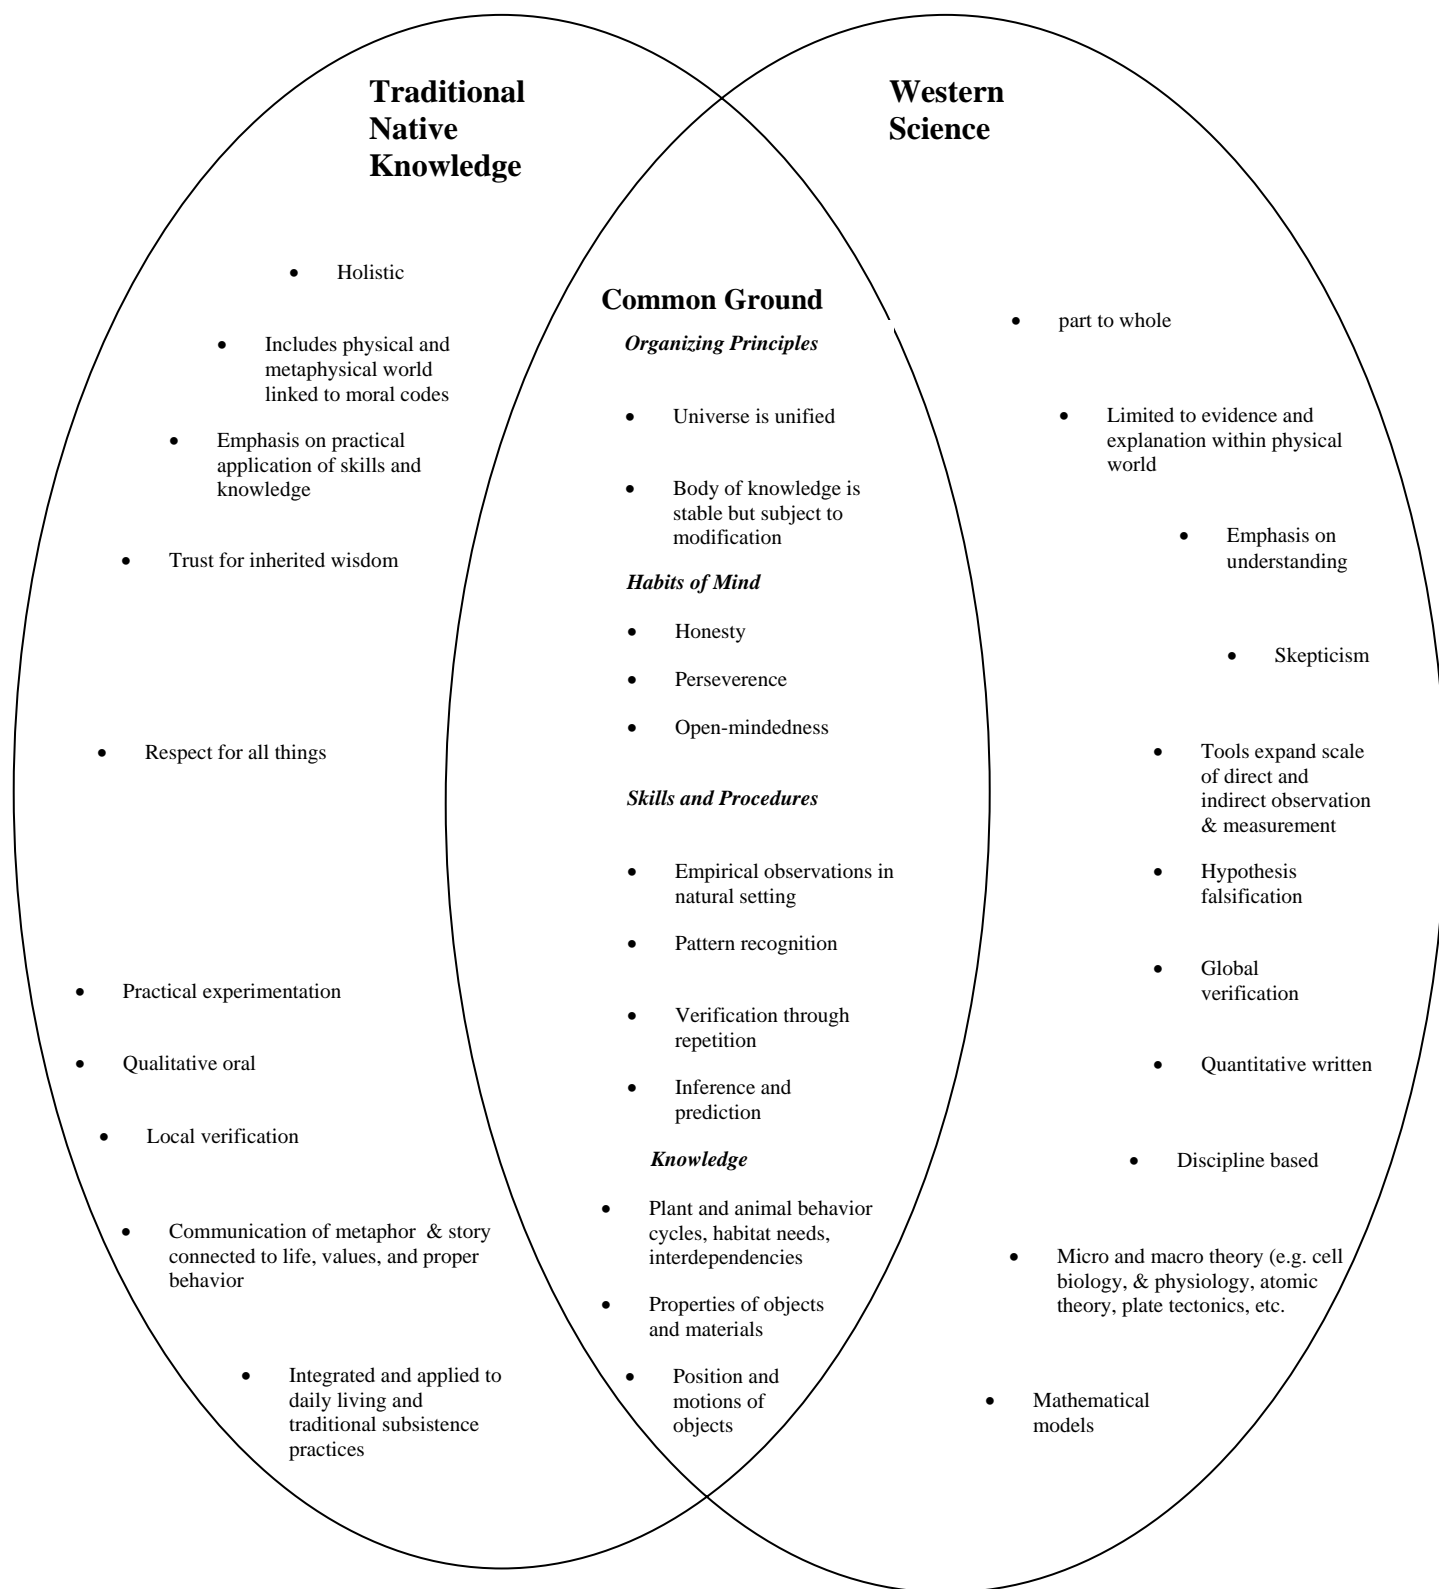 Traditional
Native
Knowledge
• Holistic
• Includes physical and
metaphysical world
linked to moral codes
• Emphasis on practical
application of skills and
knowledge
• Trust for inherited wisdom
• Respect for all things
• Practical experimentation
• Qualitative oral
• Local verification
• Communication of metaphor & story
connected to life, values, and proper
behavior
• Integrated and applied to
daily living and
traditional subsistence
practices
Common Ground
Organizing Principles
• Universe is unified
• Body of knowledge is
stable but subject to
modification
Habits of Mind
• Honesty
• Perseverence
• Open-mindedness
Skills and Procedures
• Empirical observations in
natural setting
• Pattern recognition
• Verification through
repetition
• Inference and
prediction
Knowledge
• Plant and animal behavior
cycles, habitat needs,
interdependencies
• Properties of objects
and materials
• Position and
motions of
objects
Western
Science
• part to whole
• Limited to evidence and
explanation within physical
world
• Emphasis on
understanding
• Skepticism
• Tools expand scale
of direct and
indirect observation
& measurement
• Hypothesis
falsification
• Global
verification
• Quantitative written
• Discipline based
• Micro and macro theory (e.g. cell
biology, & physiology, atomic
theory, plate tectonics, etc.
• Mathematical
models